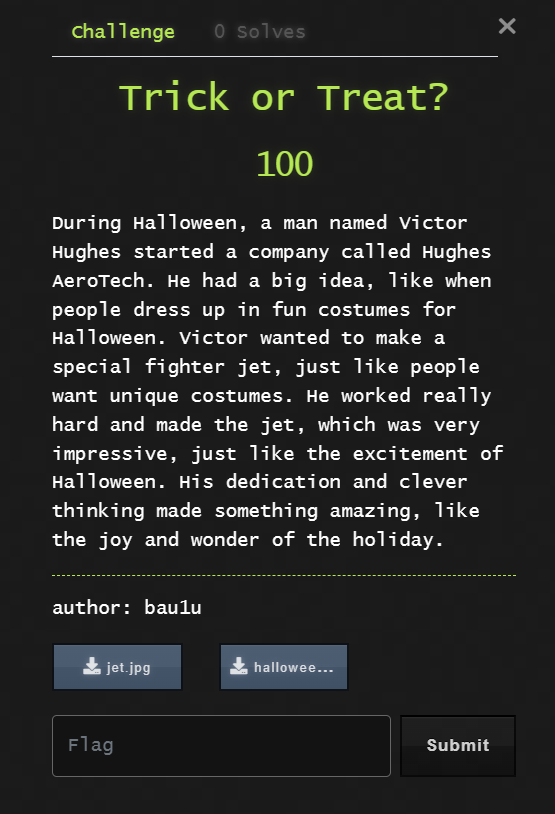 Challenge 0 Solves ×
Trick or Treat?
100
During Halloween, a man named Victor
Hughes started a company called Hughes
AeroTech. He had a big idea, like when
people dress up in fun costumes for
Halloween. Victor wanted to make a
special fighter jet, just like people
want unique costumes. He worked really
hard and made the jet, which was very
impressive, just like the excitement of
Halloween. His dedication and clever
thinking made something amazing, like
the joy and wonder of the holiday.
author: bau1u
jet.jpg hallowee...
Flag Submit